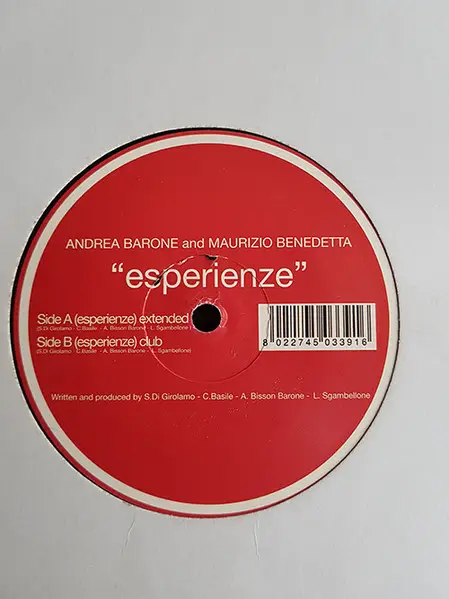 ANDREA BARONE and MAURIZIO BENEDETTA
“esperienze”
Side A (esperienze) extended
(S.Di Girolamo - C.Basile - A. Bisson Barone - L. Sgambellone )
Side B (esperienze) club
(S.Di Girolamo - C.Basile - A. Bisson Barone - L. Sgambellone)
8 022745 033916
Written and produced by S.Di Girolamo - C.Basile - A. Bisson Barone - L. Sgambellone